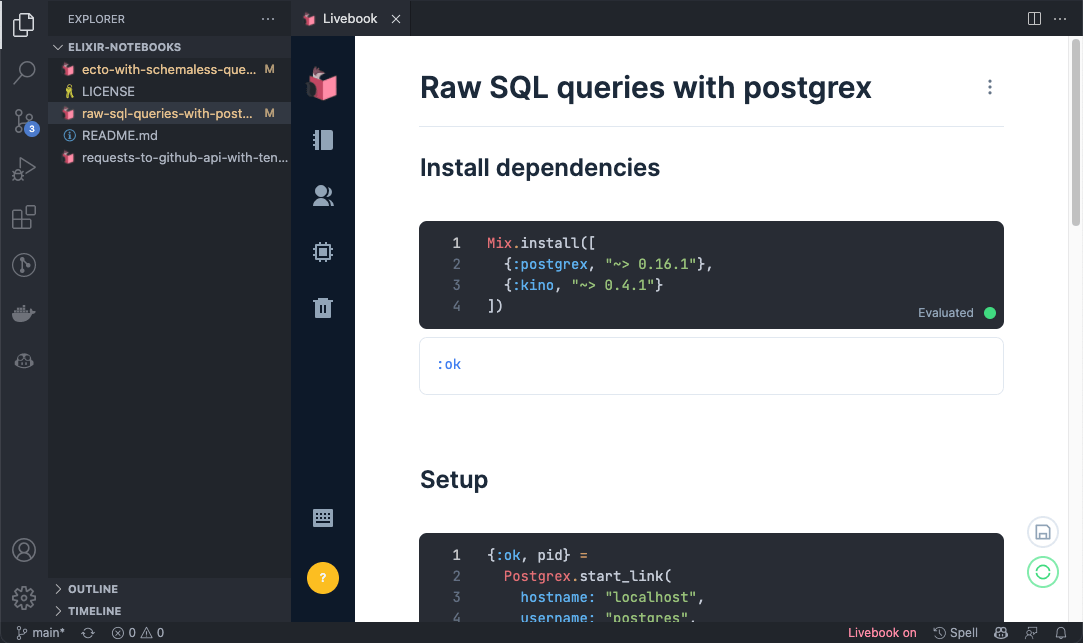 EXPLORER
Livebook
ELIXIR-NOTEBOOKS
ecto-with-schemaless-que... M
LICENSE
raw-sql-queries-with-post... M
README.md
requests-to-github-api-with-ten...
3
OUTLINE
TIMELINE
?
Raw SQL queries with postgrex
Install dependencies
1 Mix.install([
2 {:postgrex, "~> 0.16.1"},
3 {:kino, "~> 0.4.1"}
4 ])
Evaluated
:ok
Setup
1 {:ok, pid} =
2 Postgrex.start_link(
3 hostname: "localhost",
4 username: "postgres",
main* 0 0 Livebook on Spell